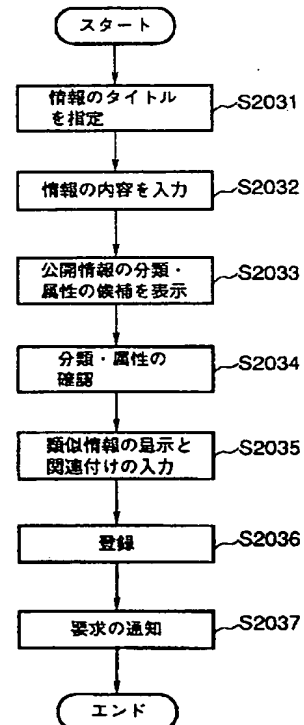 スタート
情報のタイトル
を指定
S2031
情報の内容を入力
S2032
公開情報の分類・
属性の候補を表示
S2033
分類・属性の
確認
S2034
類似情報の显示と
関連付けの入力
S2035
登録
S2036
要求の通知
S2037
エンド